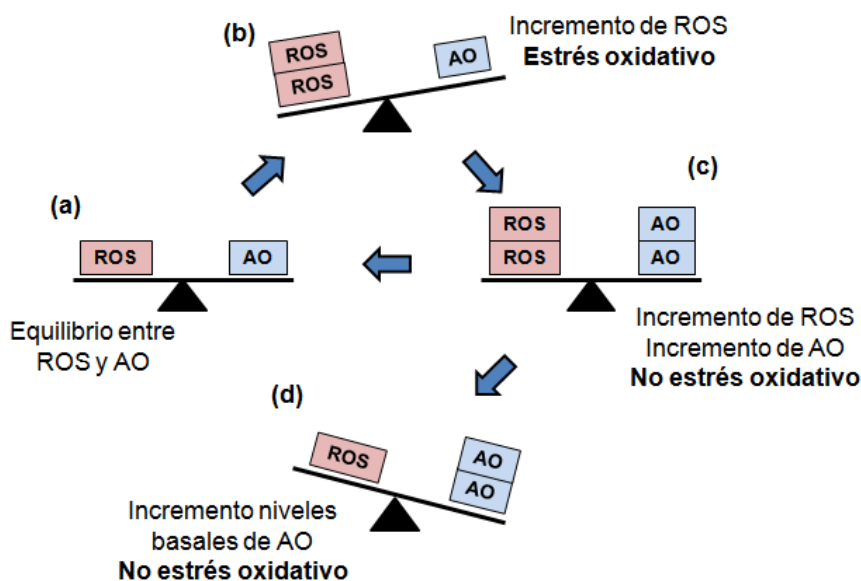 (b)
ROS
ROS
AO
Incremento de ROS
Estrés oxidativo
(a)
ROS
AO
Equilibrio entre
ROS y AO
(c)
ROS
ROS
AO
AO
Incremento de ROS
Incremento de AO
No estrés oxidativo
(d)
ROS
AO
AO
Incremento niveles
basales de AO
No estrés oxidativo